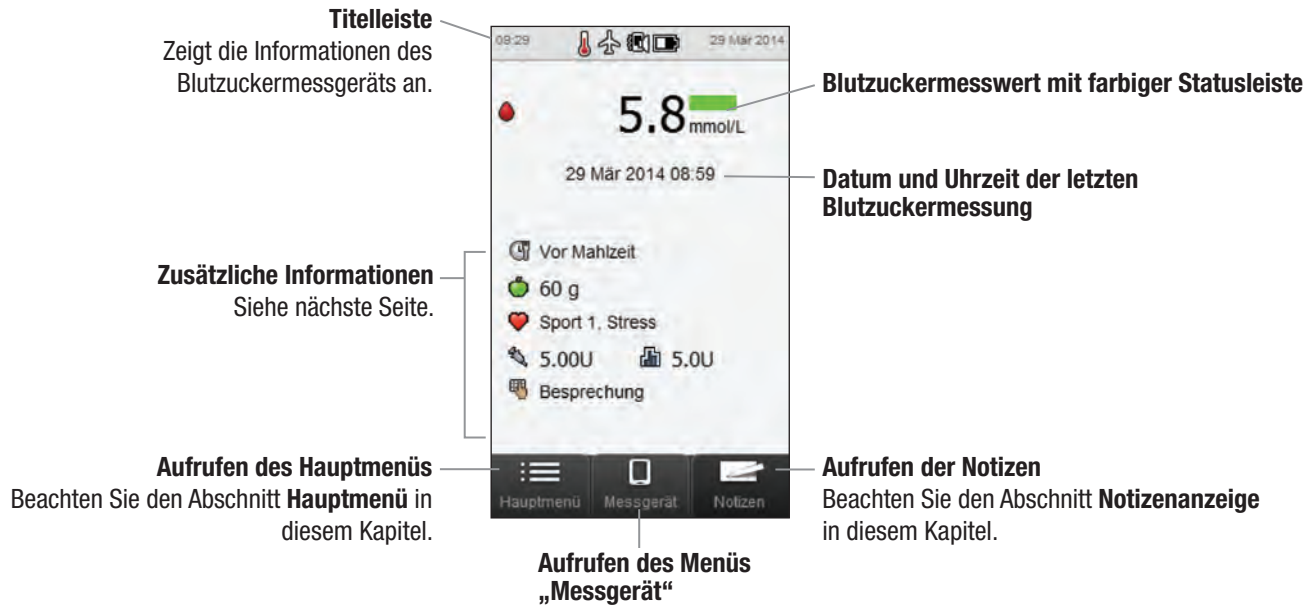 Titelleiste
Zeigt die Informationen des
Blutzuckermessgeräts an.
09:29
29 Mär 2014
5.8
mmol/L
Blutzuckermesswert mit farbiger Statusleiste
29 Mär 2014 08:59
Datum und Uhrzeit der letzten
Blutzuckermessung
Zusätzliche Informationen
Siehe nächste Seite.
Vor Mahlzeit
60 g
Sport 1, Stress
5.00U 5.0U
Besprechung
Aufrufen des Hauptmenüs
Beachten Sie den Abschnitt Hauptmenü in
diesem Kapitel.
Hauptmenü Messgerät Notizen
Aufrufen der Notizen
Beachten Sie den Abschnitt Notizenanzeige
in diesem Kapitel.
Aufrufen des Menüs
„Messgerät“